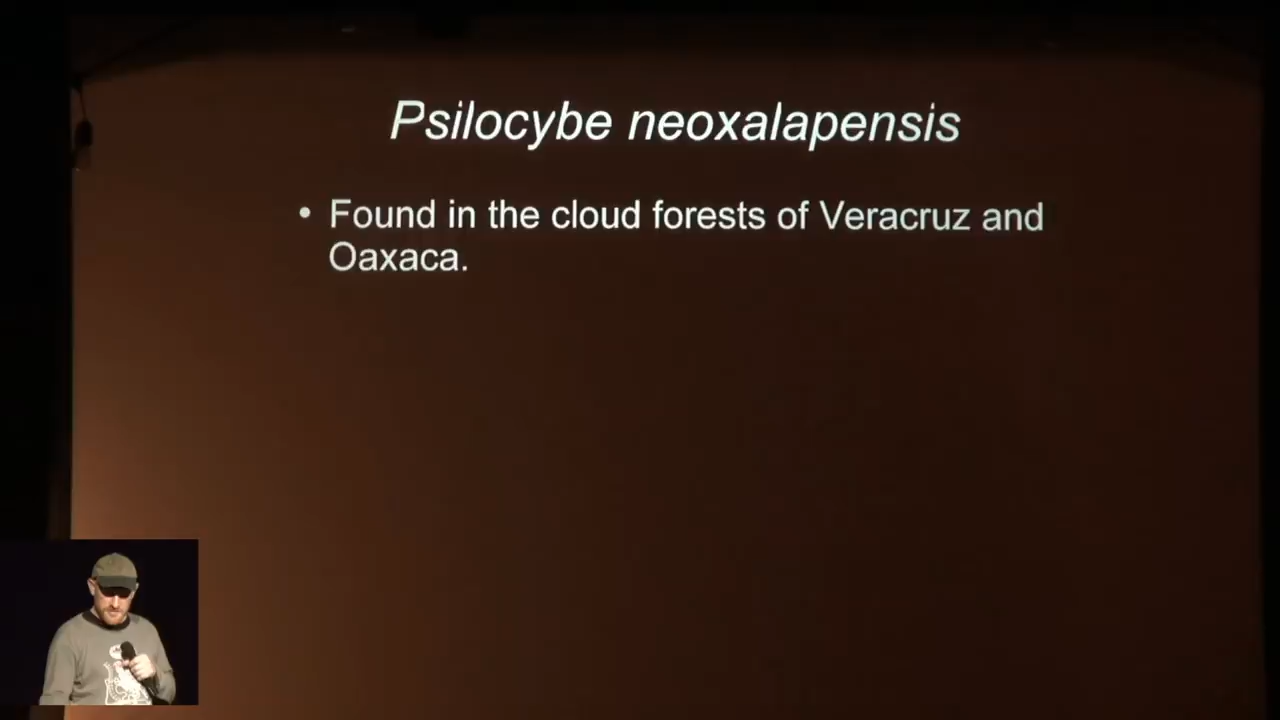 Psilocybe neoxalapensis
• Found in the cloud forests of Veracruz and
Oaxaca.